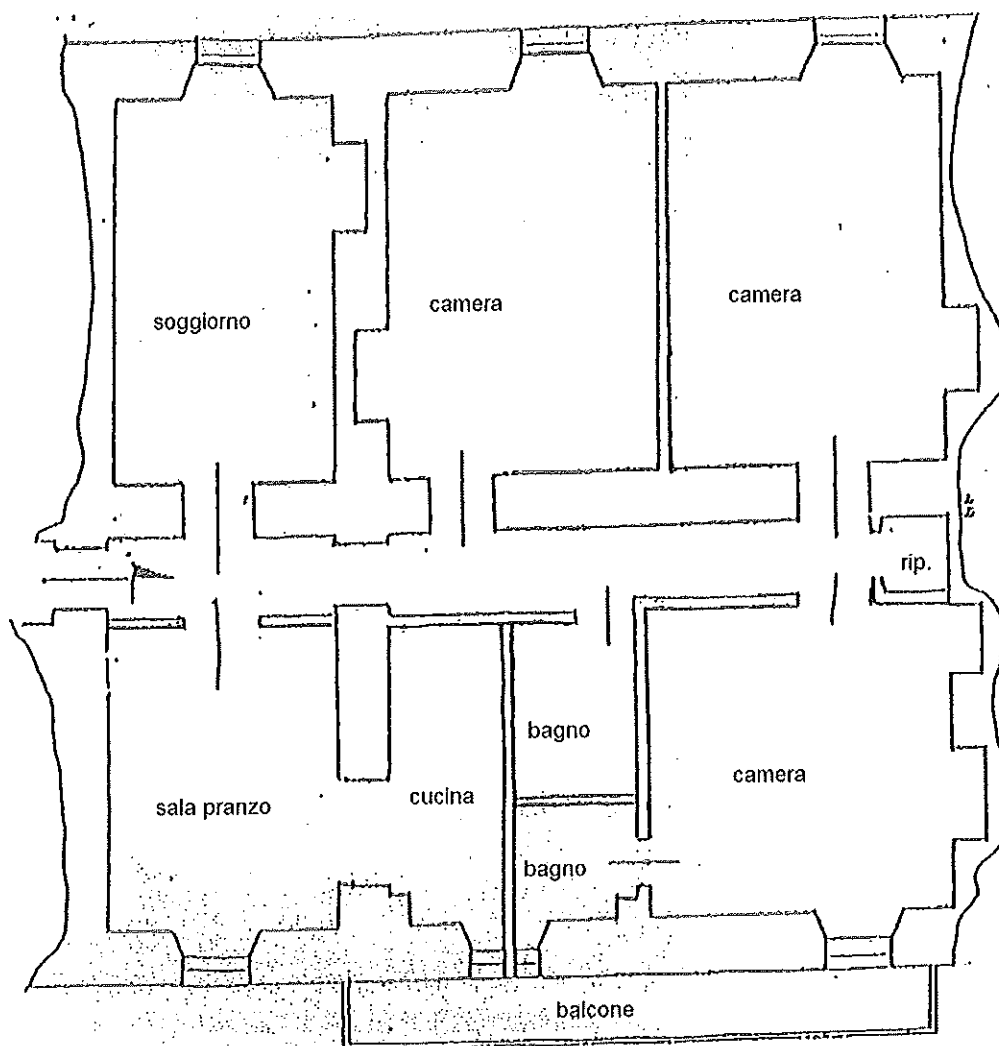 camera
camera
soggiorno
rip.
bagno
camera
sala pranzo
cucina
bagno
balcone